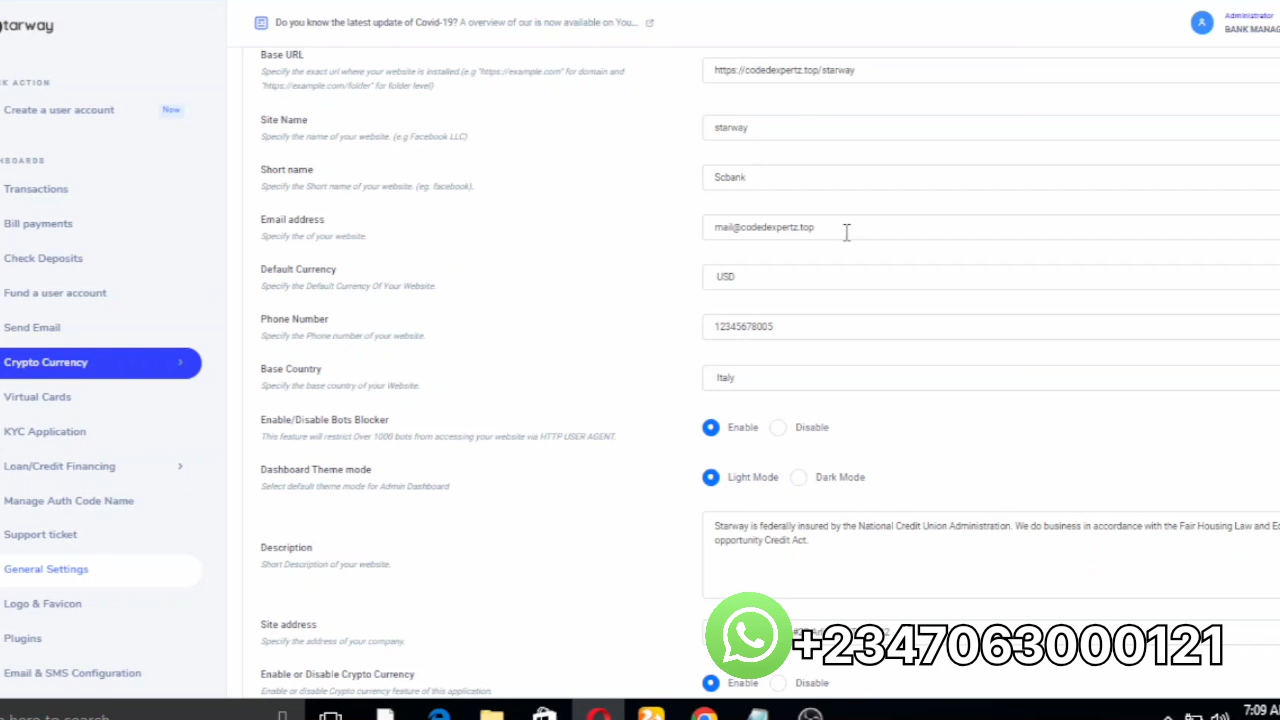 starway
Do you know the latest update of Covid-19? A overview of our is now available on You...
Administrator
BANK MANAG
K ACTION
Create a user account
Now
HBOARDS
Transactions
Bill payments
Check Deposits
Fund a user account
Send Email
Crypto Currency
Virtual Cards
KYC Application
Loan/Credit Financing
Manage Auth Code Name
Support ticket
General Settings
Logo & Favicon
Plugins
Email & SMS Configuration
Base URL
Specify the exact url where your website is installed.(e.g "https://example.com" for domain and
"https://example.com/folder" for folder level)
https://codedexpertz.top/starway
Site Name
Specify the name of your website. (e.g Facebook LLC)
starway
Short name
Specify the Short name of your website. (eg. facebook).
Scbank
Email address
Specify the of your website.
mail@codedexpertz.top
Default Currency
Specify the Default Currency Of Your Website.
USD
Phone Number
Specify the Phone number of your website.
12345678005
Base Country
Specify the base country of your Website.
Italy
Enable/Disable Bots Blocker
This feature will restrict Over 1000 bots from accessing your website via HTTP USER AGENT.
Enable
Disable
Dashboard Theme mode
Select default theme mode for Admin Dashboard
Light Mode
Dark Mode
Description
Short Description of your website.
Starway is federally insured by the National Credit Union Administration. We do business in accordance with the Fair Housing Law and Ec
opportunity Credit Act.
Site address
Specify the address of your company.
+2347063000121
Enable or Disable Crypto Currency
Enable or disable Crypto currency feature of this application.
Enable
Disable
here to search
7:09 A